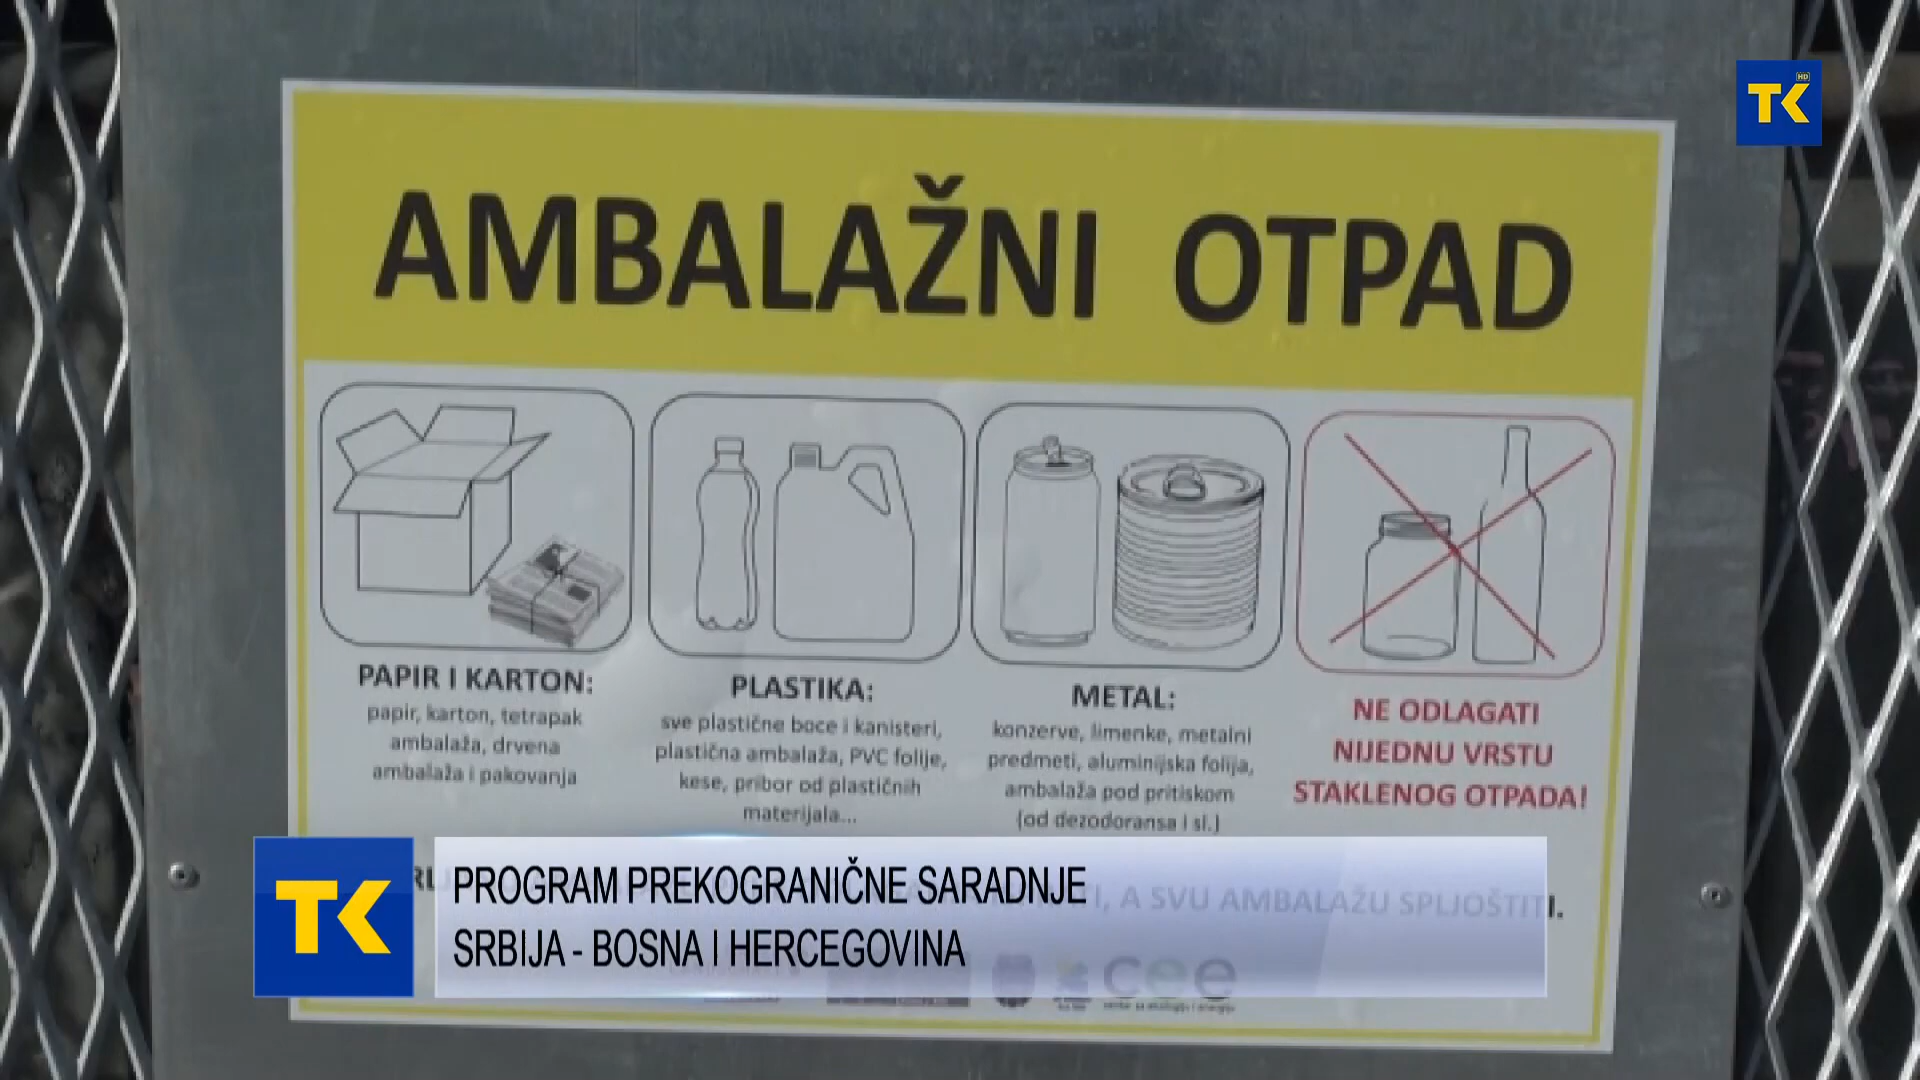 TK HD
AMBALAŽNI OTPAD
PAPIR I KARTON:
papir, karton, tetrapak
ambalaža, drvena
ambalaža i pakovanja
PLASTIKA:
sve plastične boce i kanisteri,
plastična ambalaža, PVC folije,
kese, pribor od plastičnih
materijala...
METAL:
konzerve, limenke, metalni
predmeti, aluminijska folija,
ambalaža pod pritiskom
(od dezodoransa i sl.)
NE ODLAGATI
NIJEDNU VRSTU
STAKLENOG OTPADA!
A SVU AMBALAŽU SPLJOŠTITI.
TK
PROGRAM PREKOGRANIČNE SARADNJE
SRBIJA - BOSNA I HERCEGOVINA
cee